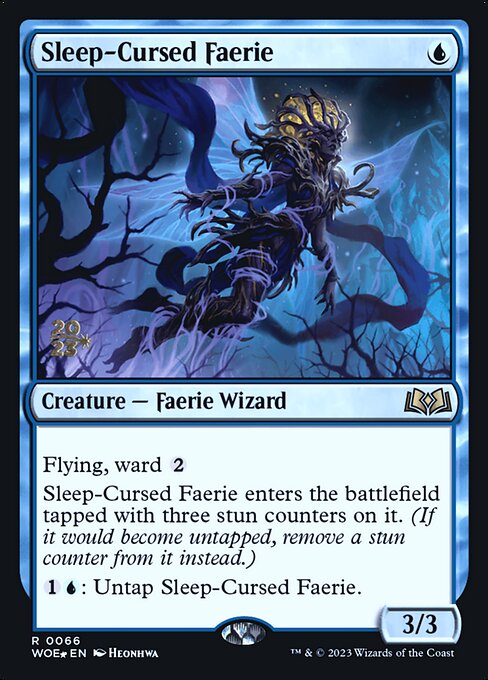 Sleep-Cursed Faerie
20
23
Creature — Faerie Wizard
Flying, ward 2
Sleep-Cursed Faerie enters the battlefield
tapped with three stun counters on it. (If
it would become untapped, remove a stun
counter from it instead.)
1: Untap Sleep-Cursed Faerie.
3/3
R 0066
WOE★EN Heonhwa
™ & © 2023 Wizards of the Coast